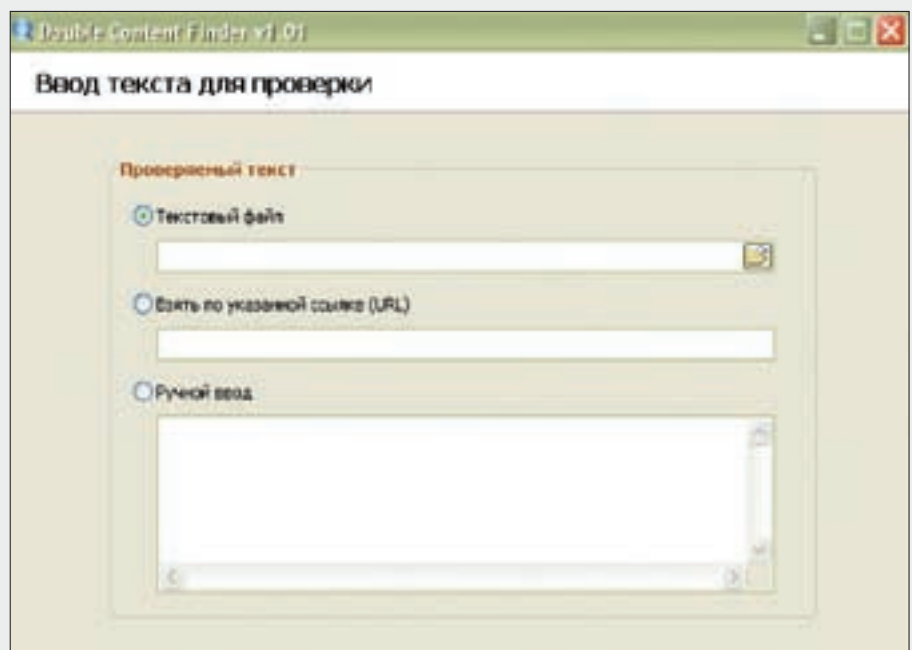 Double Content Finder v1.01
Ввод текста для проверки
Проверяемый текст
Текстовый файл
Взять по указанной ссылке (URL)
Ручной ввод